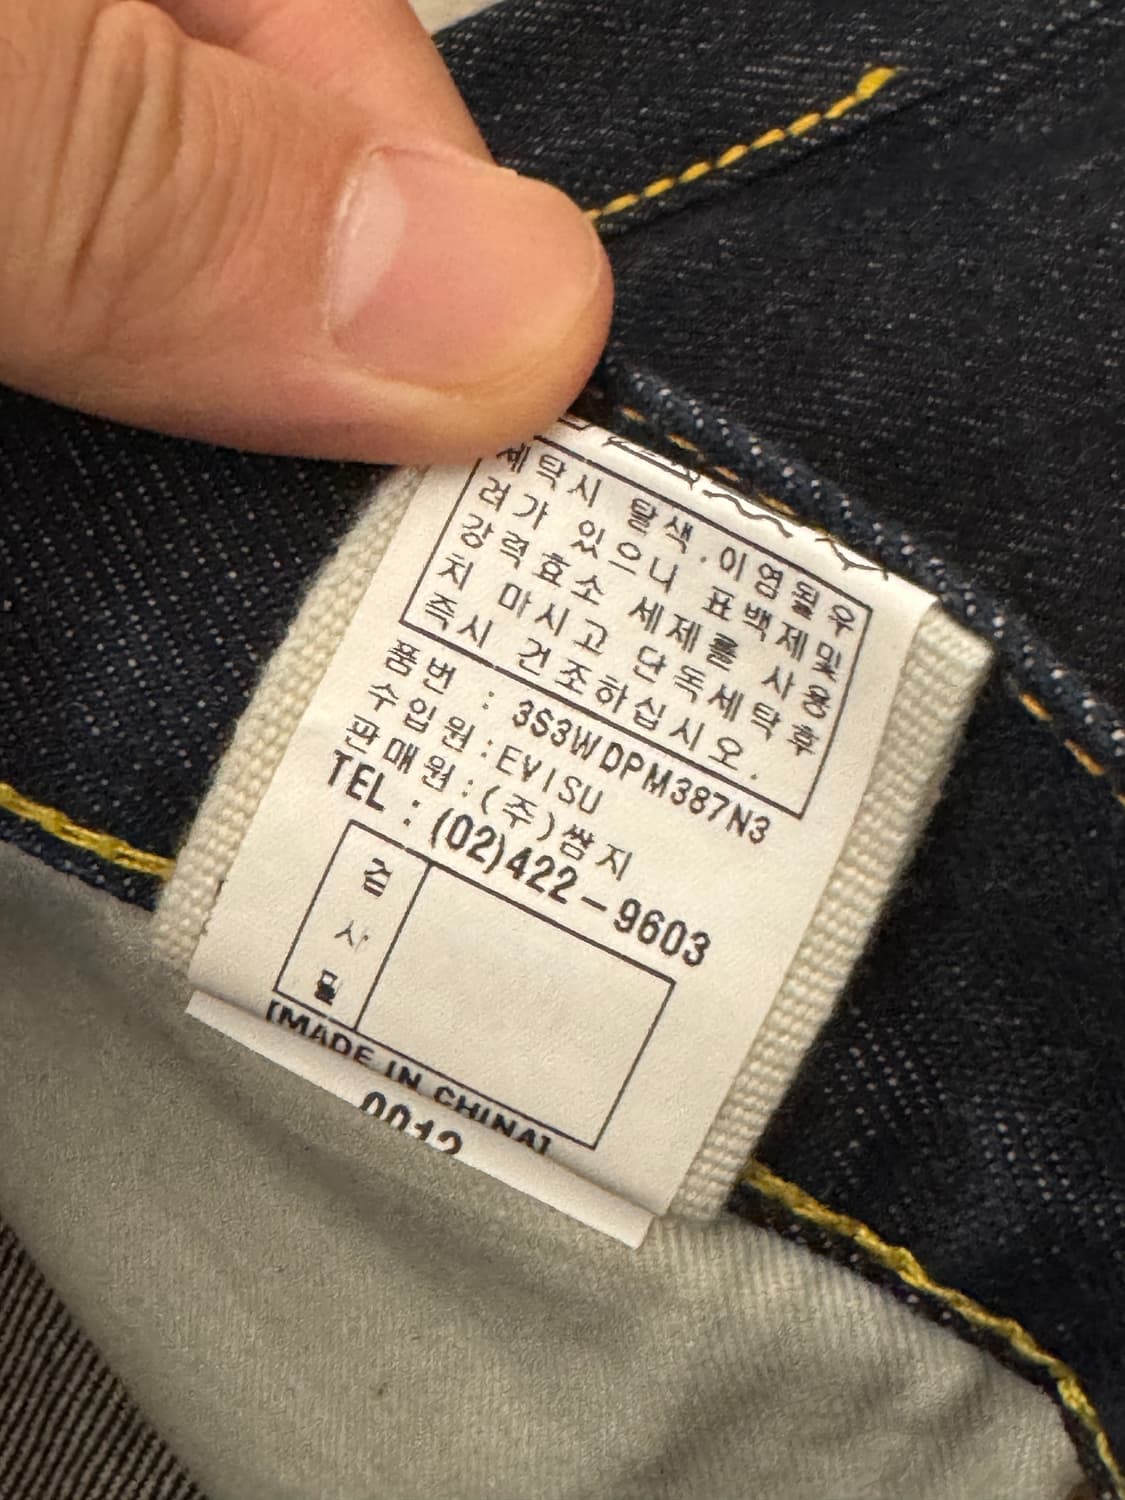 세탁시 탈색.이염될우
려가 있으니 표백제및
강력효소 세제를 사용
치 마시고 단독세탁후
즉시 건조하십시오.
품번 : 3S3WDPM387N3
수입원:EVISU
판매원:(주)쌈지
TEL : (02)422-9603
검
사
필
[MADE IN CHINA]
0012